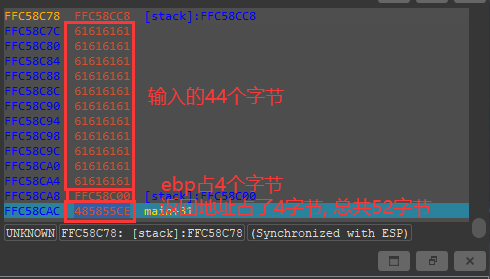 FFC58C78 FFC58CC8 [stack]:FFC58CC8
FFC58C7C 61616161
FFC58C80 61616161
FFC58C84 61616161
FFC58C88 61616161
FFC58C8C 61616161
FFC58C90 61616161
FFC58C94 61616161
FFC58C98 61616161
FFC58C9C 61616161
FFC58CA0 61616161
FFC58CA4 61616161
输入的44个字节
ebp占4个字节
FFC58CA8 FFC58C00 [stack]:FFC58C00
FFC58CAC 485855CE main+31
地址占了4字节, 总共52字节
UNKNOWN FFC58C78: [stack]:FFC58C78 (Synchronized with ESP)